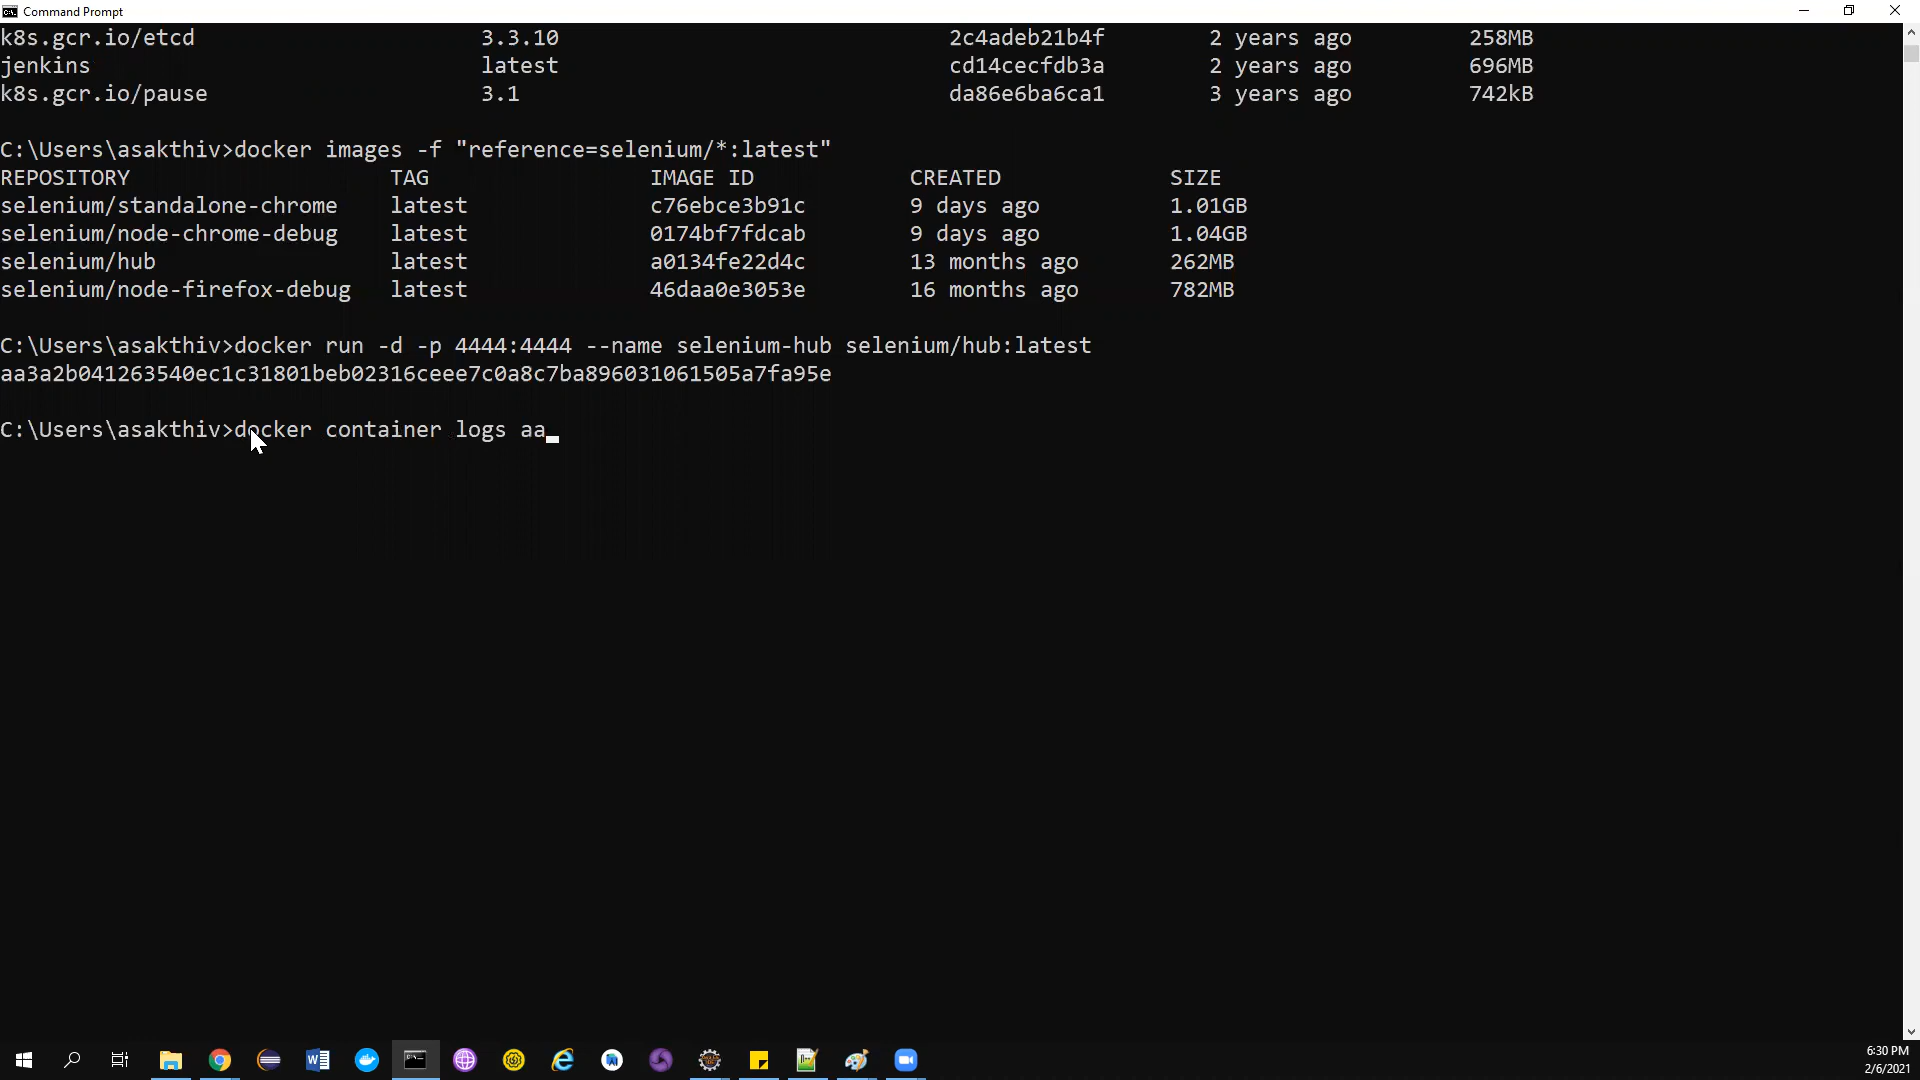 Command Prompt
k8s.gcr.io/etcd 3.3.10 2c4adeb21b4f 2 years ago 258MB
jenkins latest cd14cecfdb3a 2 years ago 696MB
k8s.gcr.io/pause 3.1 da86e6ba6ca1 3 years ago 742kB
C:\Users\asakthiv>docker images -f "reference=selenium/*:latest"
REPOSITORY TAG IMAGE ID CREATED SIZE
selenium/standalone-chrome latest c76ebce3b91c 9 days ago 1.01GB
selenium/node-chrome-debug latest 0174bf7fdcab 9 days ago 1.04GB
selenium/hub latest a0134fe22d4c 13 months ago 262MB
selenium/node-firefox-debug latest 46daa0e3053e 16 months ago 782MB
C:\Users\asakthiv>docker run -d -p 4444:4444 --name selenium-hub selenium/hub:latest
aa3a2b041263540ec1c31801beb02316ceee7c0a8c7ba896031061505a7fa95e
C:\Users\asakthiv>docker container logs aa
6:30 PM
2/6/2021